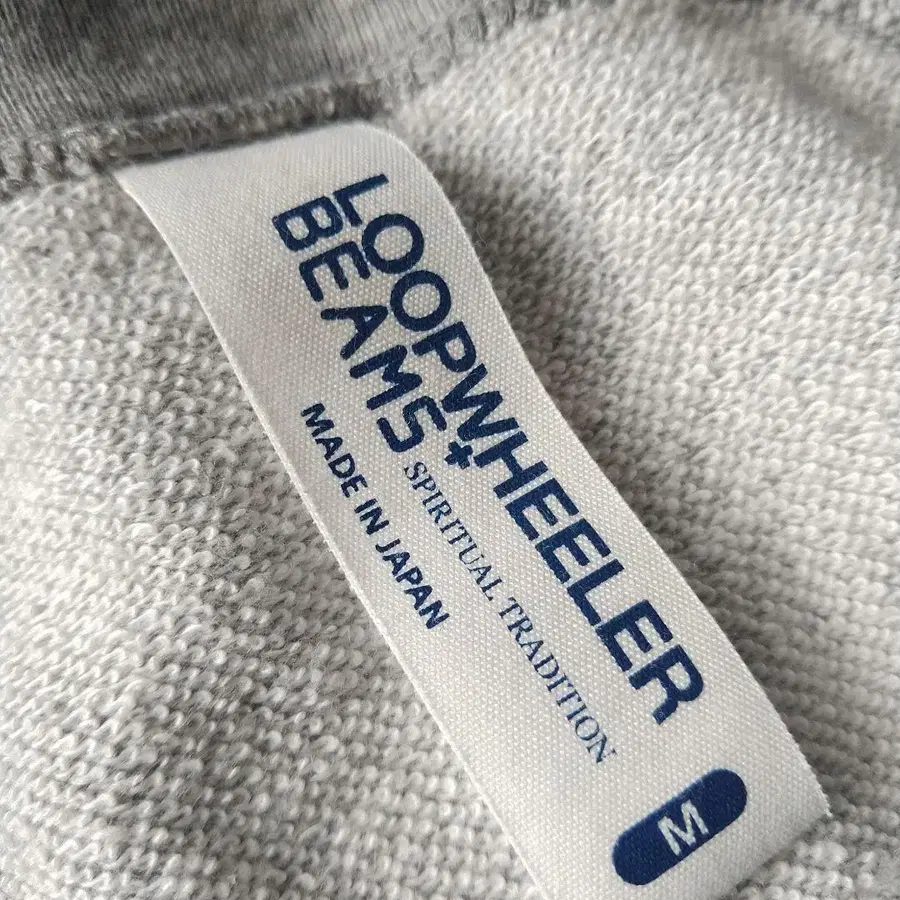 LOOPWHEELER
BEAMS+
SPIRITUAL TRADITION
MADE IN JAPAN
M